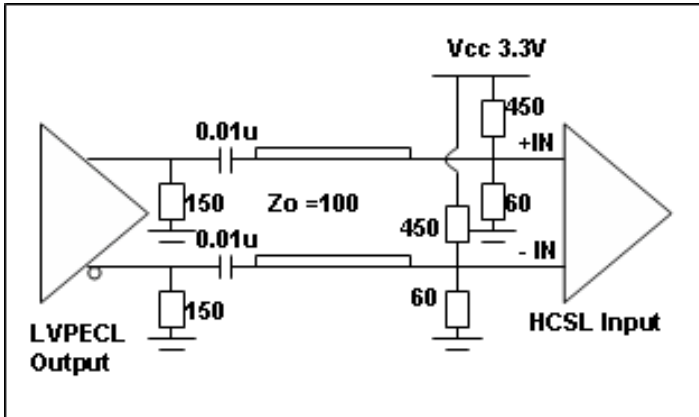 Vcc 3.3V
450
0.01u
+IN
150
Zo =100
60
0.01u
450
- IN
150
60
LVPECL
Output
HCSL Input